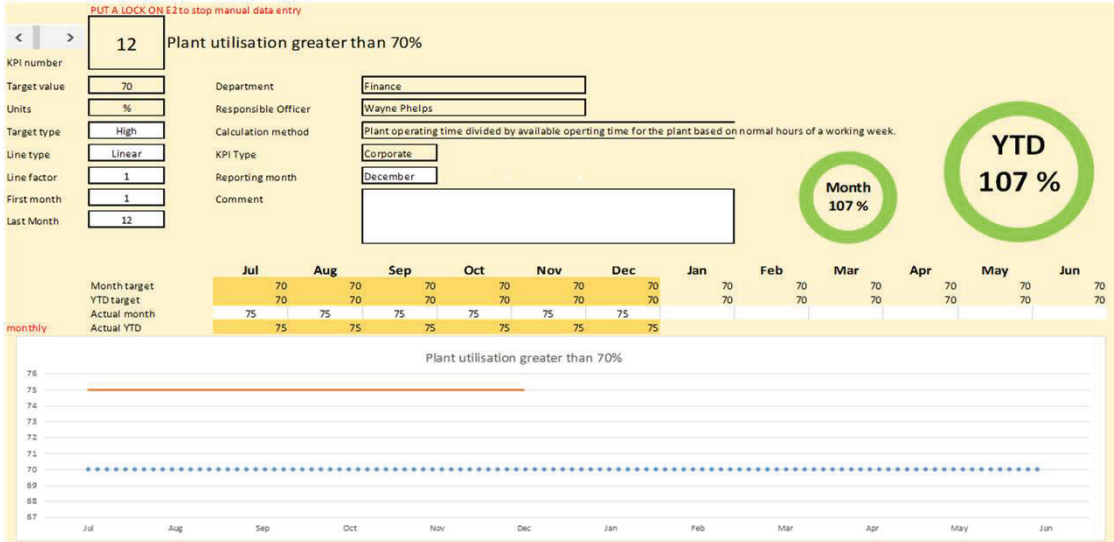 PUT A LOCK ON E2 to stop manual data entry
< >
12 Plant utilisation greater than 70%
KPI number
Target value 70 Department Finance
Units % Responsible Officer Wayne Phelps
Target type High Calculation method Plant operating time divided by available operting time for the plant based on normal hours of a working week.
Line type Linear KPI Type Corporate
Line factor 1 Reporting month December
First month 1 Comment
Last Month 12
Month
107 %
YTD
107 %
Jul Aug Sep Oct Nov Dec Jan Feb Mar Apr May Jun
Month target 70 70 70 70 70 70 70 70 70 70 70 70
YTD target 70 70 70 70 70 70 70 70 70 70 70 70
Actual month 75 75 75 75 75 75
monthly Actual YTD 75 75 75 75 75 75
Plant utilisation greater than 70%
76
75
74
73
72
71
70
69
68
67
Jul Aug Sep Oct Nov Dec Jan Feb Mar Apr May Jun